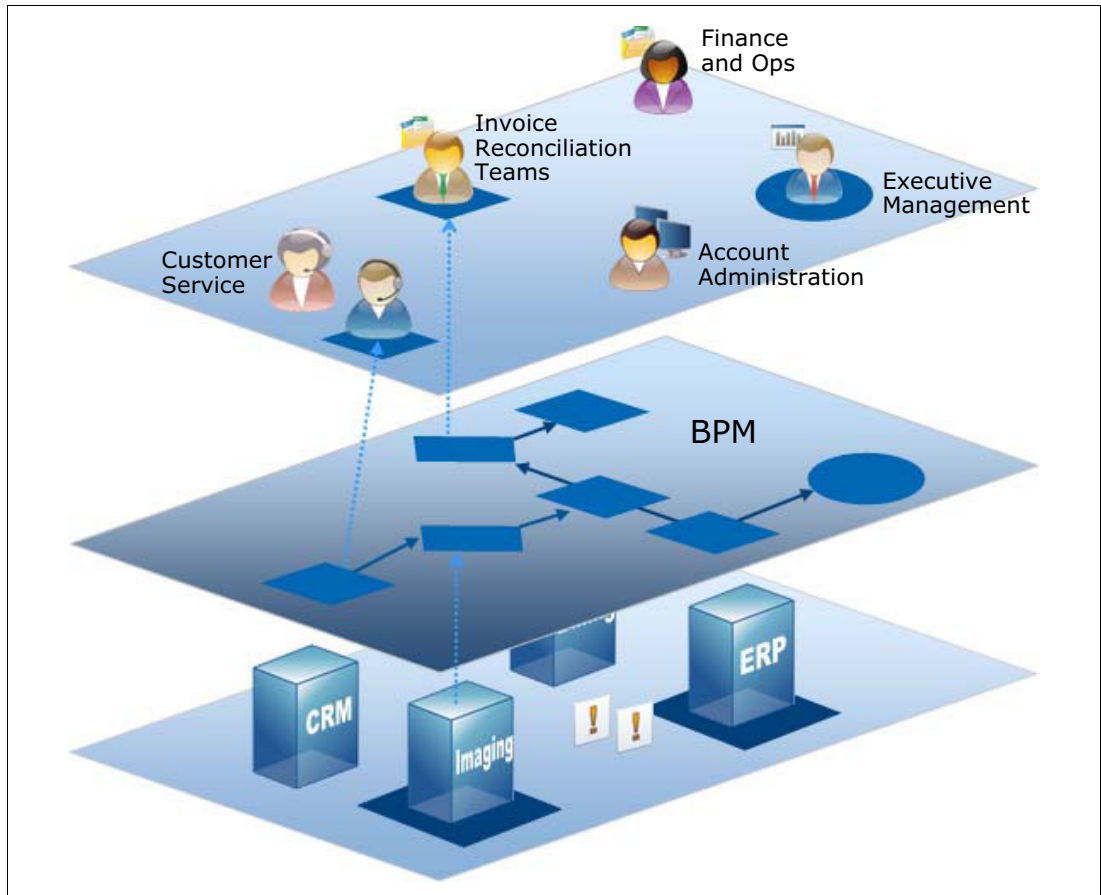 Finance
and Ops
Invoice
Reconciliation
Teams
Executive
Management
Customer
Service
Account
Administration
BPM
ERP
CRM
Imaging